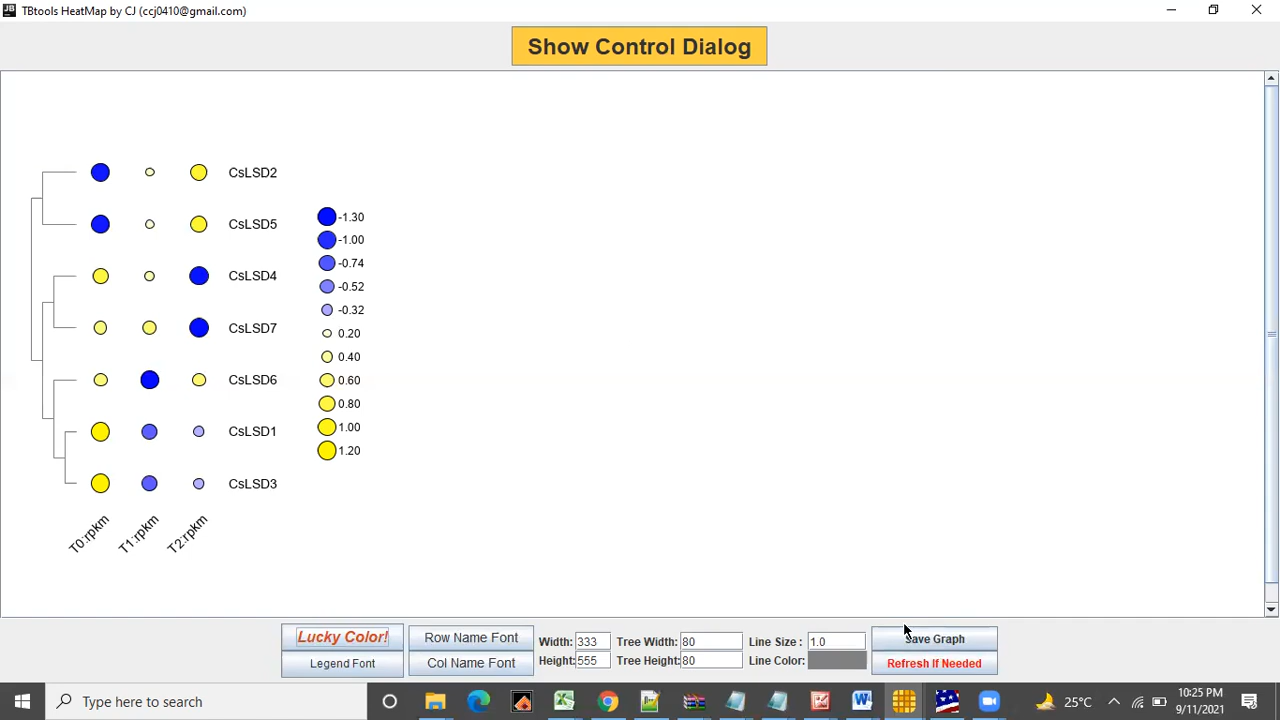 TBtools HeatMap by CJ (ccj0410@gmail.com)
Show Control Dialog
CsLSD2
CsLSD5
CsLSD4
CsLSD7
CsLSD6
CsLSD1
CsLSD3
-1.30
-1.00
-0.74
-0.52
-0.32
0.20
0.40
0.60
0.80
1.00
1.20
T0:rpkm
T1:rpkm
T2:rpkm
Lucky Color!
Legend Font
Row Name Font
Col Name Font
Width: 333
Height: 555
Tree Width: 80
Tree Height: 80
Line Size : 1.0
Line Color:
Save Graph
Refresh If Needed
Type here to search
25°C
10:25 PM
9/11/2021